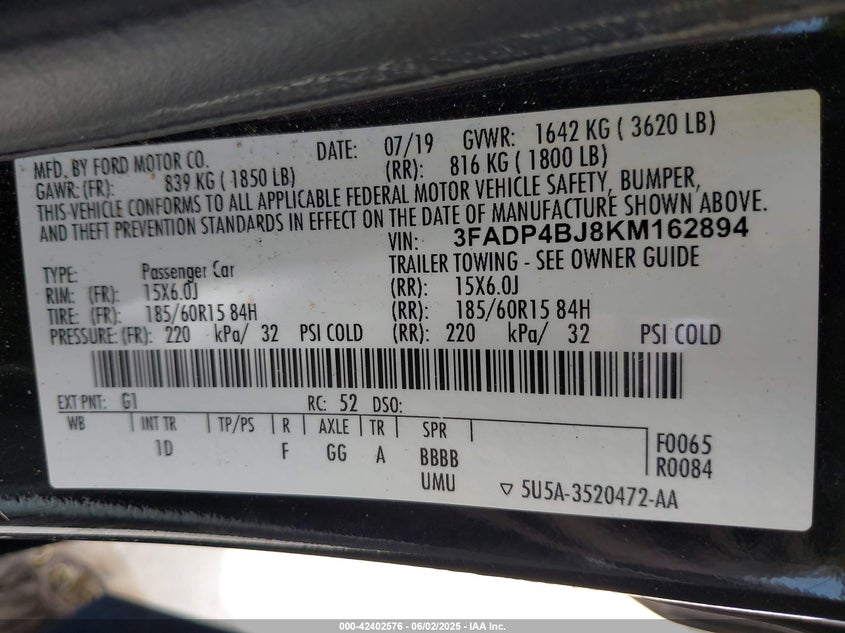 MFD. BY FORD MOTOR CO. DATE: 07/19 GVWR: 1642 KG ( 3620 LB)
GAWR: (FR): 839 KG ( 1850 LB) (RR): 816 KG ( 1800 LB)
THIS VEHICLE CONFORMS TO ALL APPLICABLE FEDERAL MOTOR VEHICLE SAFETY, BUMPER,
AND THEFT PREVENTION STANDARDS IN EFFECT ON THE DATE OF MANUFACTURE SHOWN ABOVE.
VIN: 3FADP4BJ8KM162894
TYPE: Passenger Car TRAILER TOWING - SEE OWNER GUIDE
RIM: (FR): 15X6.0J (RR): 15X6.0J
TIRE: (FR): 185/60R15 84H (RR): 185/60R15 84H
PRESSURE: (FR): 220 kPa/ 32 PSI COLD (RR): 220 kPa/ 32 PSI COLD
EXT PNT: G1 RC: 52 DSO:
WB INT TR TP/PS R AXLE TR SPR
1D F GG A BBBB F0065
UMU R0084
▽ 5U5A-3520472-AA
000-42402576 - 06/02/2025 - IAA Inc.